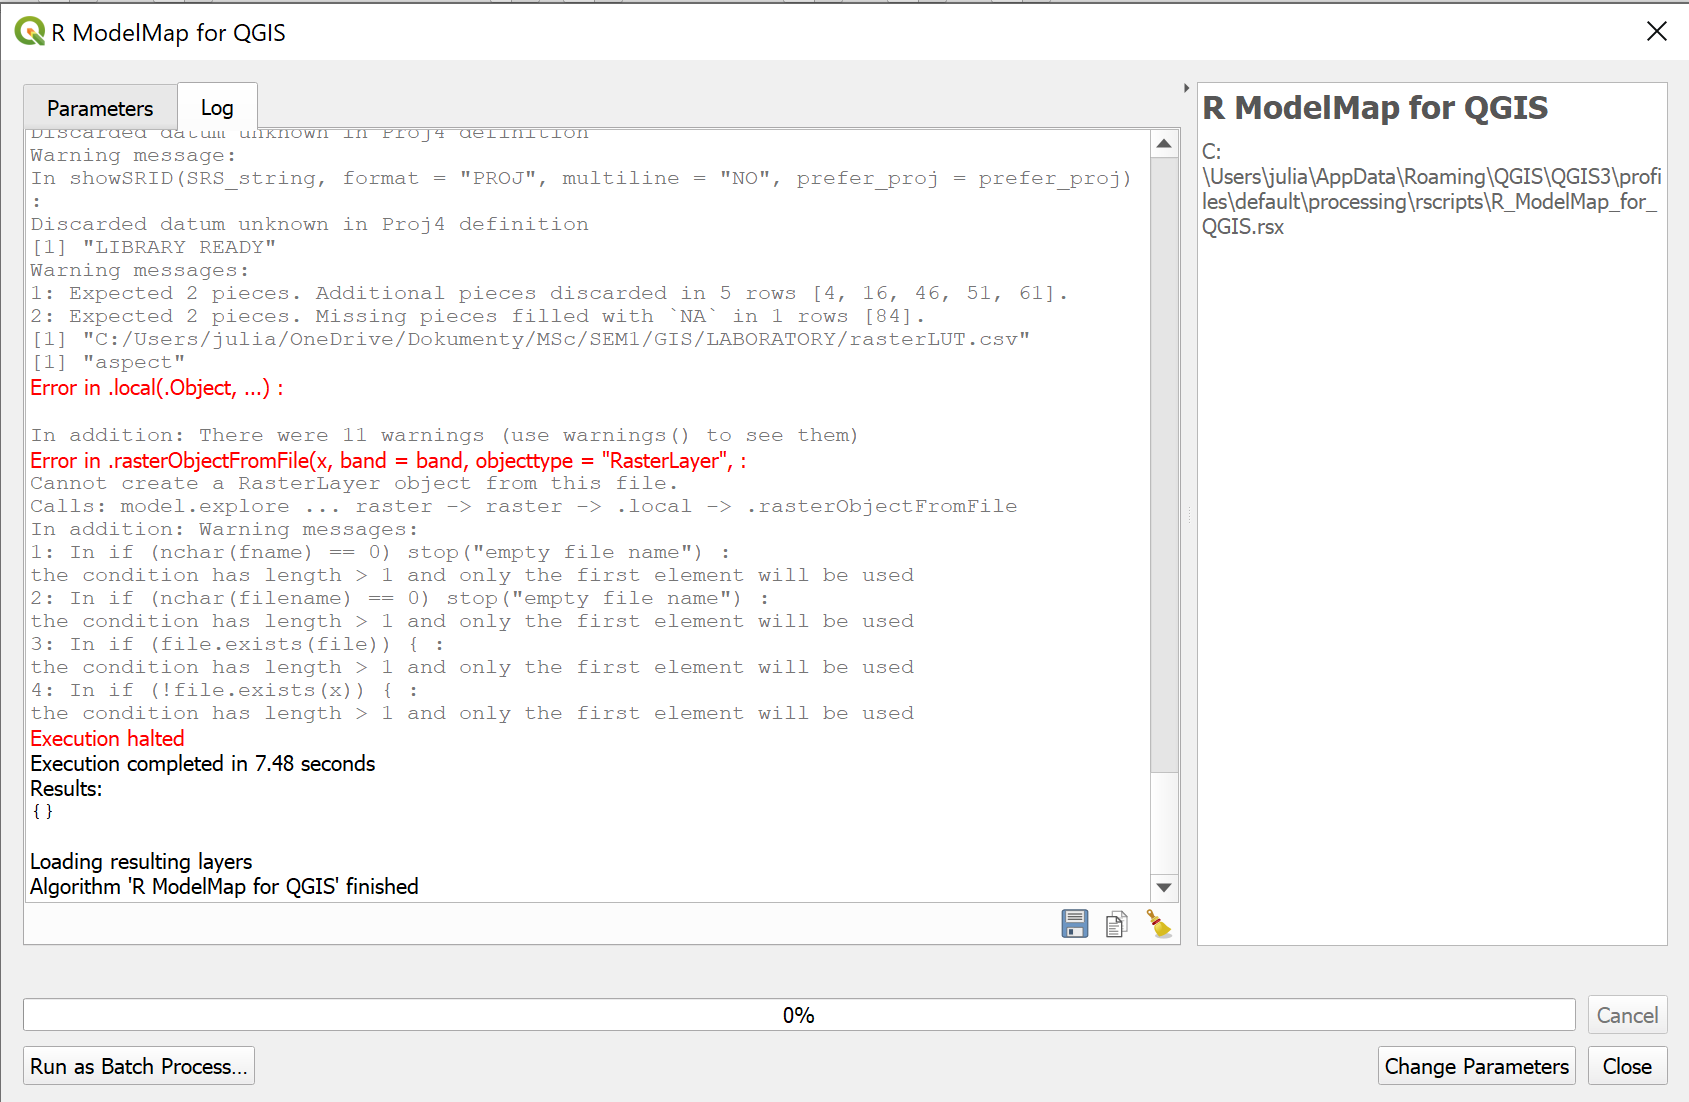 R ModelMap for QGIS
Parameters
Log
Discarded datum unknown in Proj4 definition
Warning message:
In showSRID(SRS_string, format = "PROJ", multiline = "NO", prefer_proj = prefer_proj)
:
Discarded datum unknown in Proj4 definition
[1] "LIBRARY READY"
Warning messages:
1: Expected 2 pieces. Additional pieces discarded in 5 rows [4, 16, 46, 51, 61].
2: Expected 2 pieces. Missing pieces filled with `NA` in 1 rows [84].
[1] "C:/Users/julia/OneDrive/Dokumenty/MSc/SEM1/GIS/LABORATORY/rasterLUT.csv"
[1] "aspect"
Error in .local(.Object, ...) :
In addition: There were 11 warnings (use warnings() to see them)
Error in .rasterObjectFromFile(x, band = band, objecttype = "RasterLayer", :
Cannot create a RasterLayer object from this file.
Calls: model.explore ... raster -> raster -> .local -> .rasterObjectFromFile
In addition: Warning messages:
1: In if (nchar(fname) == 0) stop("empty file name") :
the condition has length > 1 and only the first element will be used
2: In if (nchar(filename) == 0) stop("empty file name") :
the condition has length > 1 and only the first element will be used
3: In if (file.exists(file)) { :
the condition has length > 1 and only the first element will be used
4: In if (!file.exists(x)) { :
the condition has length > 1 and only the first element will be used
Execution halted
Execution completed in 7.48 seconds
Results:
{}
Loading resulting layers
Algorithm 'R ModelMap for QGIS' finished
R ModelMap for QGIS
C:
\Users\julia\AppData\Roaming\QGIS\QGIS3\profi
les\default\processing\rscripts\R_ModelMap_for_
QGIS.rsx
0%
Cancel
Run as Batch Process...
Change Parameters
Close